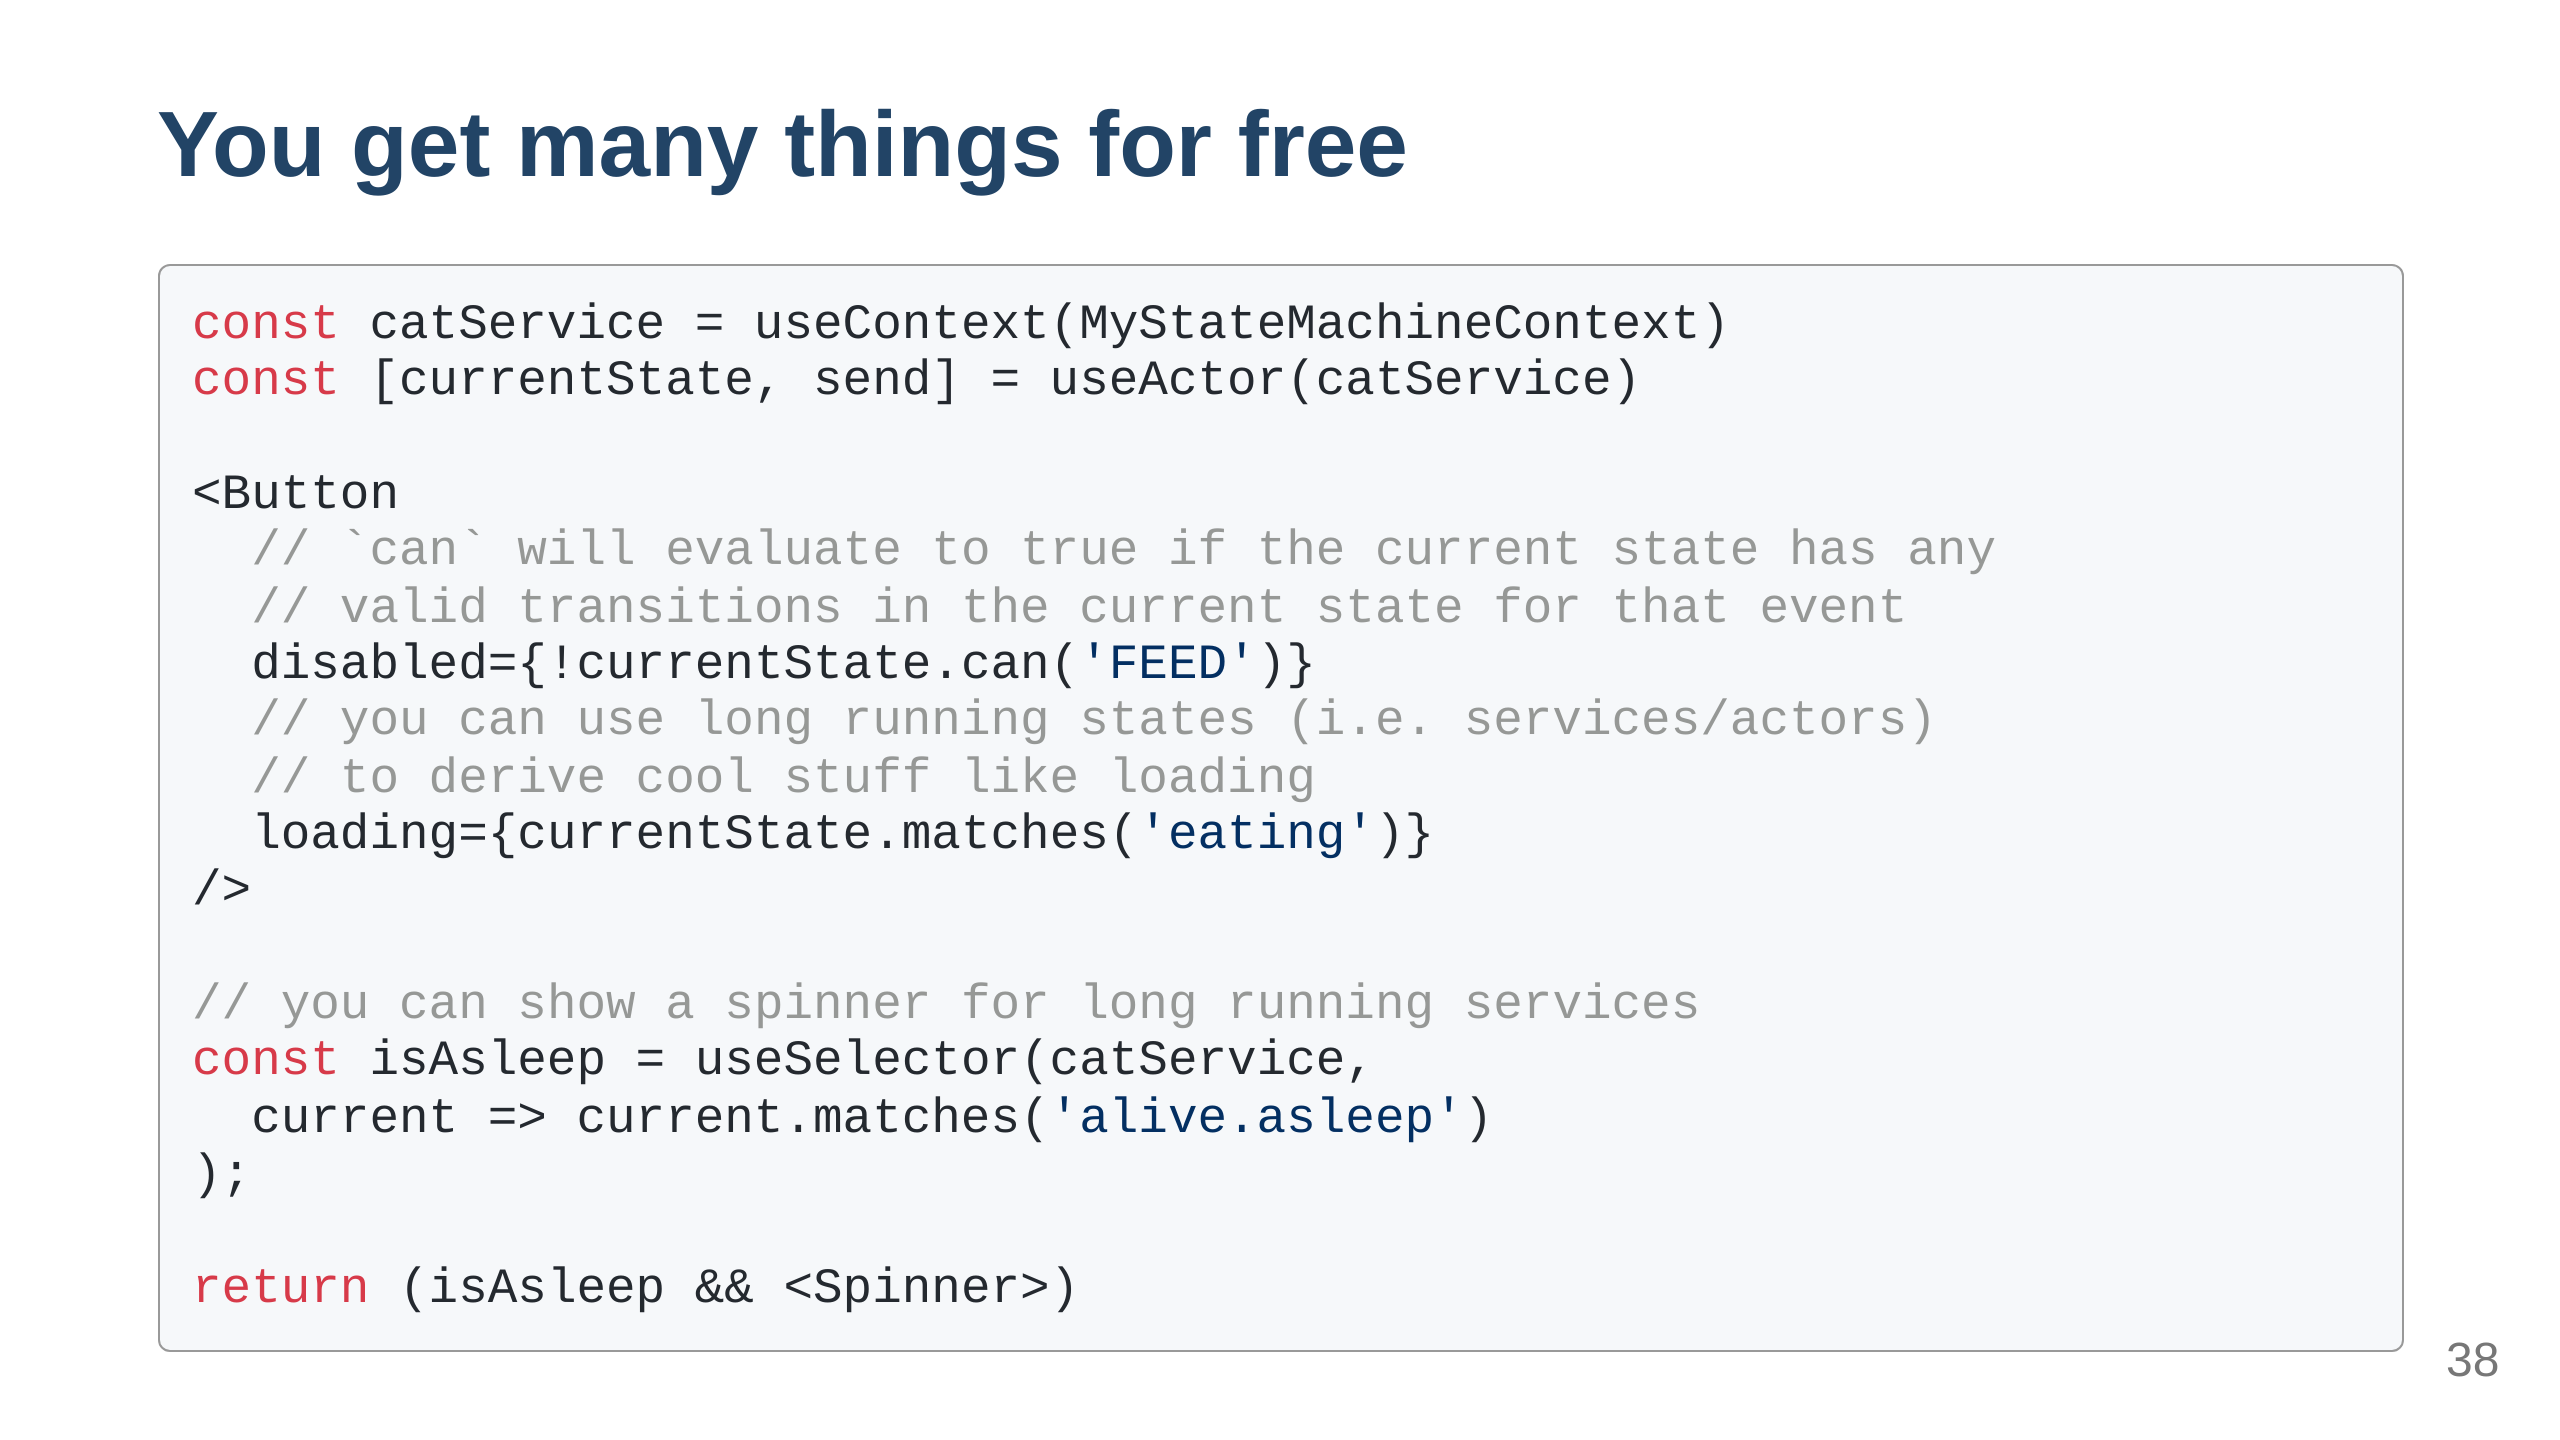 You get many things for free
const catService = useContext(MyStateMachineContext)
const [currentState, send] = useActor(catService)
<Button
  // `can` will evaluate to true if the current state has any
  // valid transitions in the current state for that event
  disabled={!currentState.can('FEED')}
  // you can use long running states (i.e. services/actors)
  // to derive cool stuff like loading
  loading={currentState.matches('eating')}
/>
// you can show a spinner for long running services
const isAsleep = useSelector(catService,
  current => current.matches('alive.asleep')
);
return (isAsleep && <Spinner>)
38